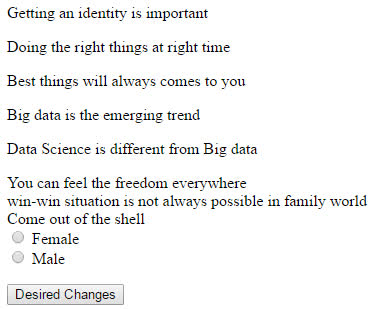 Getting an identity is important
Doing the right things at right time
Best things will always comes to you
Big data is the emerging trend
Data Science is different from Big data
You can feel the freedom everywhere
win-win situation is not always possible in family world
Come out of the shell
Female
Male
Desired Changes